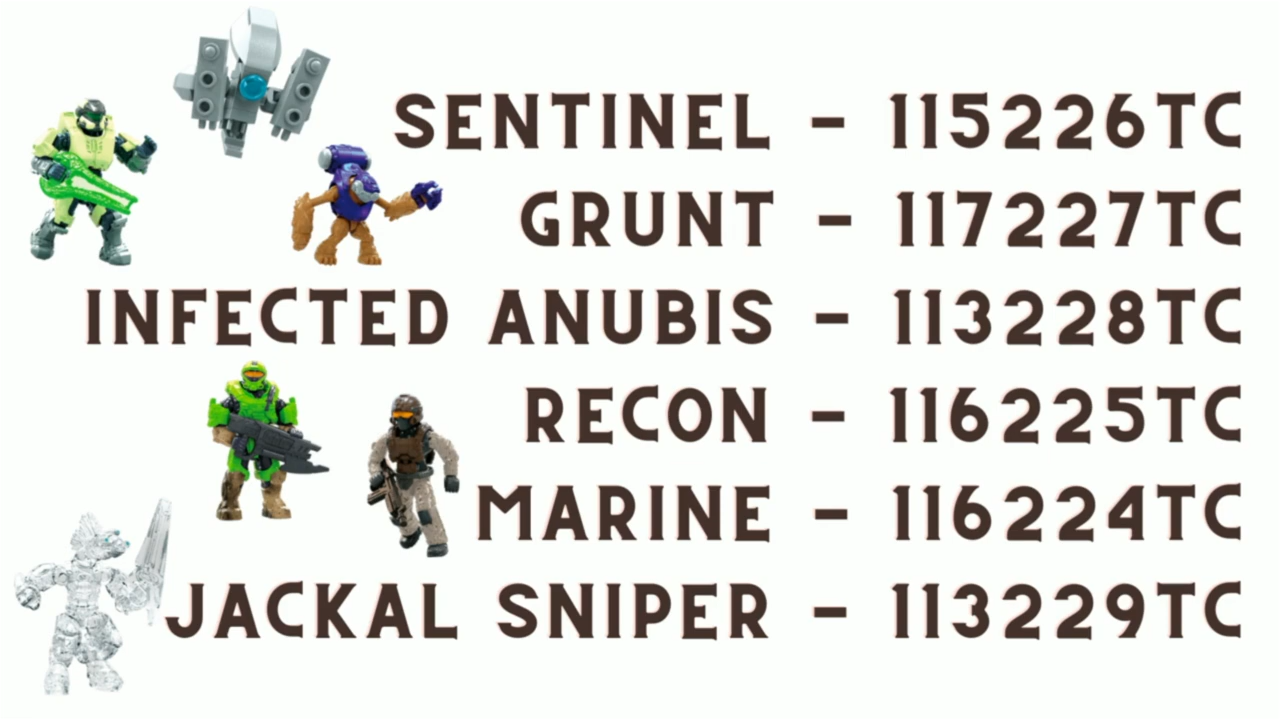 SENTINEL - 115226TC
GRUNT - 117227TC
INFECTED ANUBIS - 113228TC
RECON - 116225TC
MARINE - 116224TC
JACKAL SNIPER - 113229TC